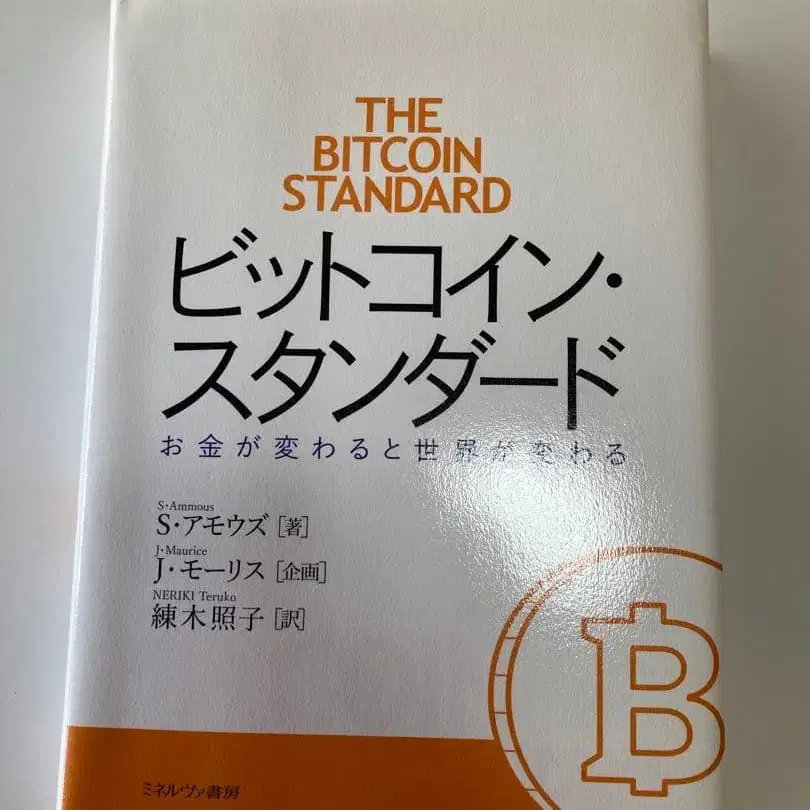 THE
BITCOIN
STANDARD
ビットコイン・
スタンダード
お金が変わると世界が変わる
S・Ammous
S・アモウズ[著]
J・Maurice
J・モーリス[企画]
NERIKI Teruko
練木照子[訳]
B
ミネルヴァ書房